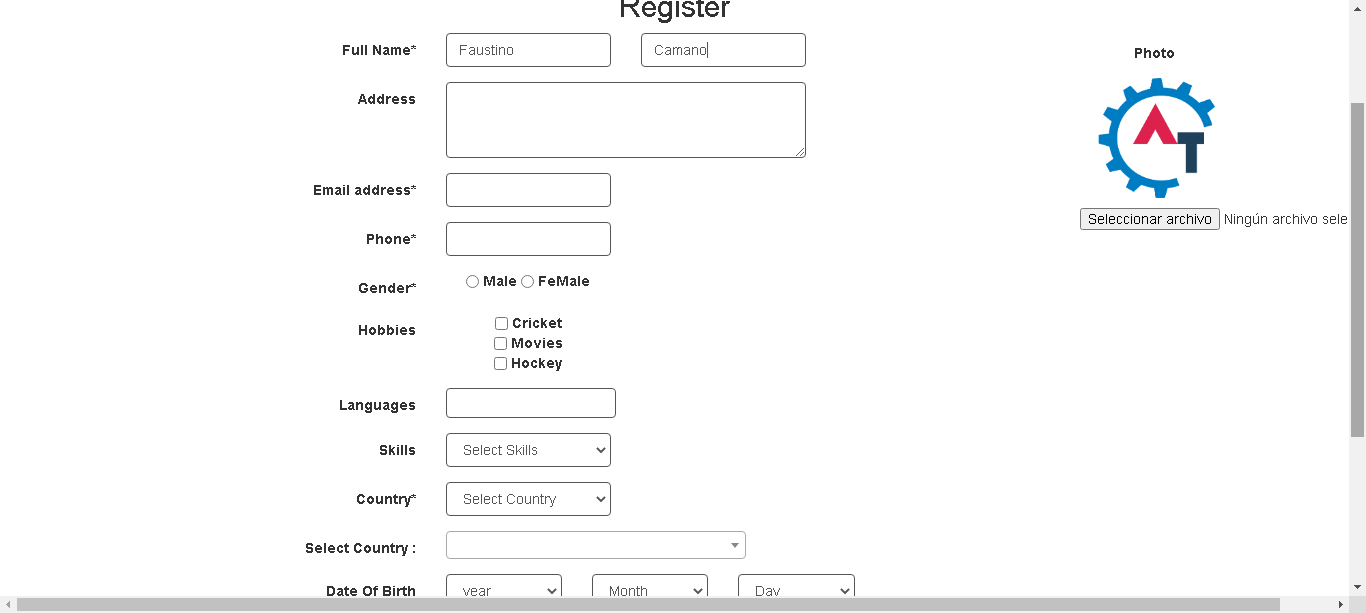 Register
Full Name* Faustino Camano
Photo
Address
AT
Email address*
Seleccionar archivo Ningún archivo sele
Phone*
Gender* Male FeMale
Hobbies Cricket
Movies
Hockey
Languages
Skills Select Skills
Country* Select Country
Select Country :
Date Of Birth year Month Day